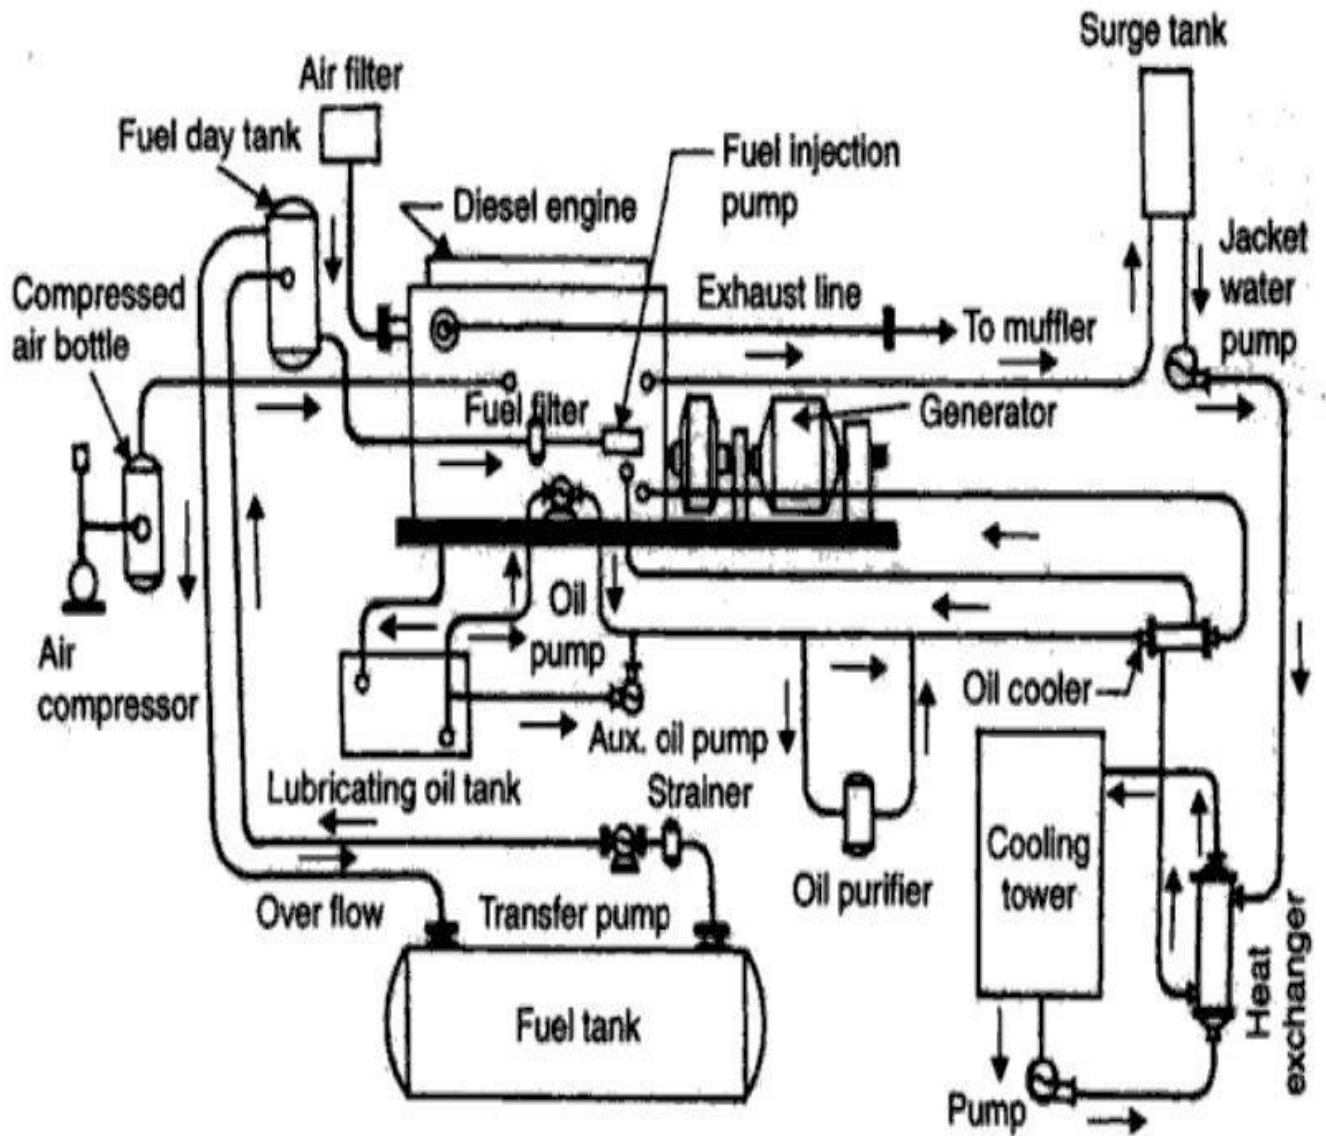 Surge tank
Air filter
Fuel day tank
Fuel injection
pump
Diesel engine
Jacket
water
pump
Compressed
air bottle
Exhaust line
To muffler
Fuel filter
Generator
Oil
pump
Air
compressor
Oil cooler
Aux. oil pump
Lubricating oil tank
Strainer
Cooling
tower
Oil purifier
Over flow
Transfer pump
Heat
exchanger
Fuel tank
Pump